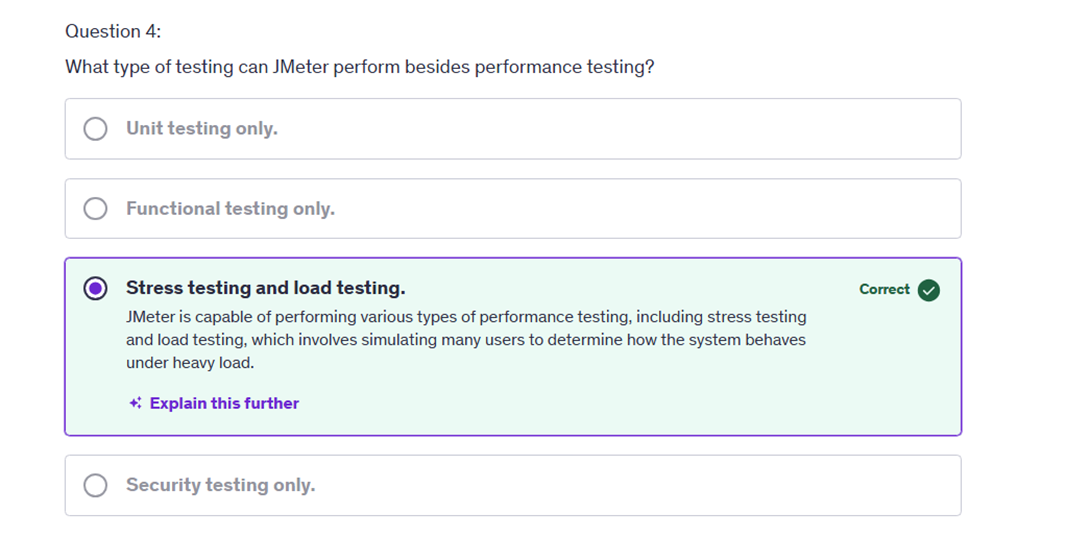 Question 4:
What type of testing can JMeter perform besides performance testing?
Unit testing only.
Functional testing only.
Stress testing and load testing.
Correct
JMeter is capable of performing various types of performance testing, including stress testing
and load testing, which involves simulating many users to determine how the system behaves
under heavy load.
Explain this further
Security testing only.